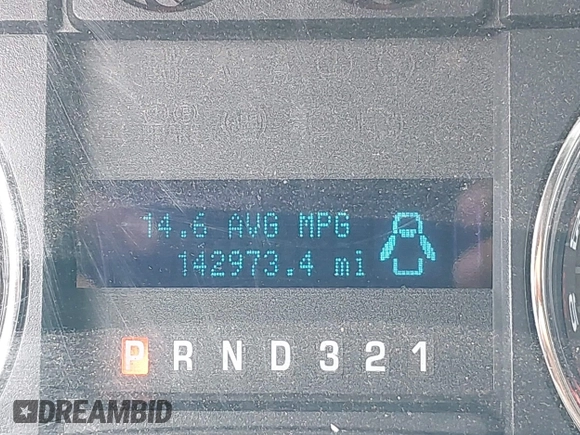 14.6 AVG MPG
142973.4 mi
P R N D 3 2 1
DREAMBID